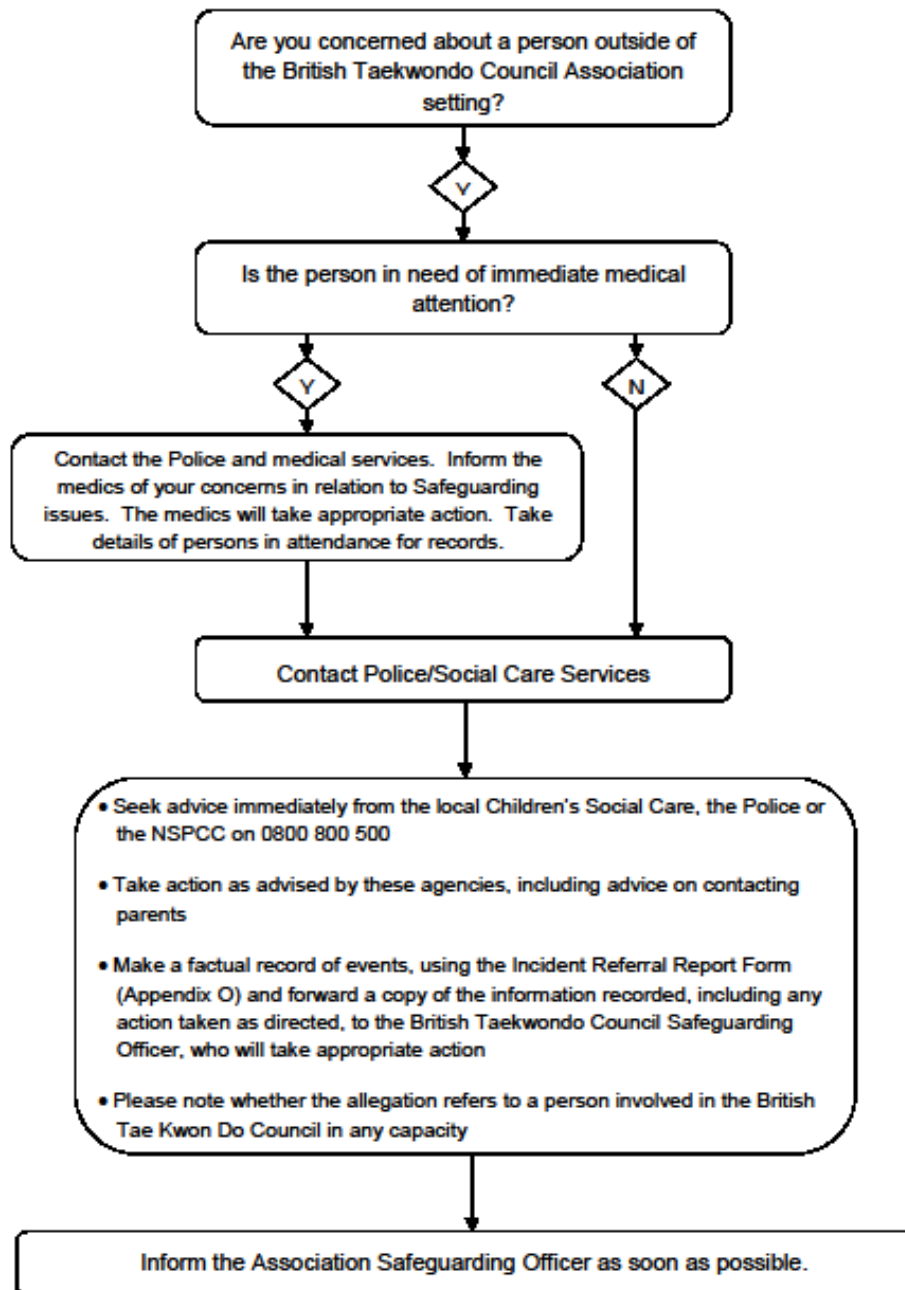 Are you concerned about a person outside of
the British Taekwondo Council Association
setting?
Y
Is the person in need of immediate medical
attention?
Y
N
Contact the Police and medical services. Inform the
medics of your concerns in relation to Safeguarding
issues. The medics will take appropriate action. Take
details of persons in attendance for records.
Contact Police/Social Care Services
• Seek advice immediately from the local Children's Social Care, the Police or
the NSPCC on 0800 800 500
• Take action as advised by these agencies, including advice on contacting
parents
• Make a factual record of events, using the Incident Referral Report Form
(Appendix O) and forward a copy of the information recorded, including any
action taken as directed, to the British Taekwondo Council Safeguarding
Officer, who will take appropriate action
• Please note whether the allegation refers to a person involved in the British
Tae Kwon Do Council in any capacity
Inform the Association Safeguarding Officer as soon as possible.